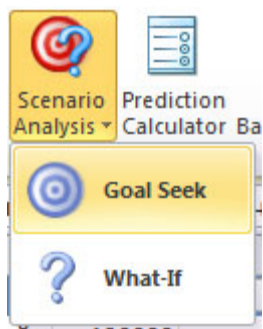 Scenario
Analysis
Prediction
Calculator
Ba
Goal Seek
What-If